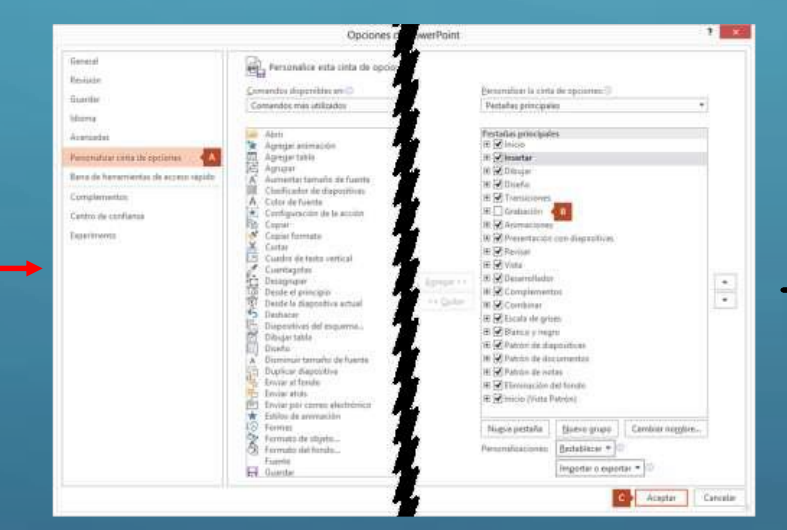 Opciones d werPoint
?
General
Revisión
Guardar
Idioma
Avanzadas
Personalizar cinta de opciones A
Barra de herramientas de acceso rápido
Complementos
Centro de confianza
Experiments
Personalice esta cinta de opcio
Comandos disponibles en:
Comandos más utilizados
Abrir
Agregar animación
Agregar tabla
Agrupar
Aumentar tamaño de fuente
Clasificador de diapositivas
Color de fuente
Configuración de la acción
Copiar
Copiar formato
Cortar
Cuadro de texto vertical
Cuentagotas
Desagrupar
Desde el principio
Desde la diapositiva actual
Deshacer
Diapositivas del esquema...
Dibujar tabla
Diseño
Disminuir tamaño de fuente
Duplicar diapositiva
Enviar al fondo
Enviar atrás
Enviar por correo electrónico
Estilos de animación
Formas
Formato de objeto...
Formato del fondo...
Fuente
Guardar
Agregar >>
<< Quitar
Personalizar la cinta de opciones:
Pestañas principales
Pestañas principales
Inicio
Insertar
Dibujar
Diseño
Transiciones
Grabación B
Animaciones
Presentación con diapositivas
Revisar
Vista
Desarrollador
Complementos
Combinar
Escala de grises
Blanco y negro
Patrón de diapositivas
Patrón de documentos
Patrón de notas
Eliminación del fondo
Inicio (Vista Patrón)
Nueva pestaña Nuevo grupo Cambiar nombre...
Personalizaciones: Restablecer
Importar o exportar
C Aceptar Cancelar